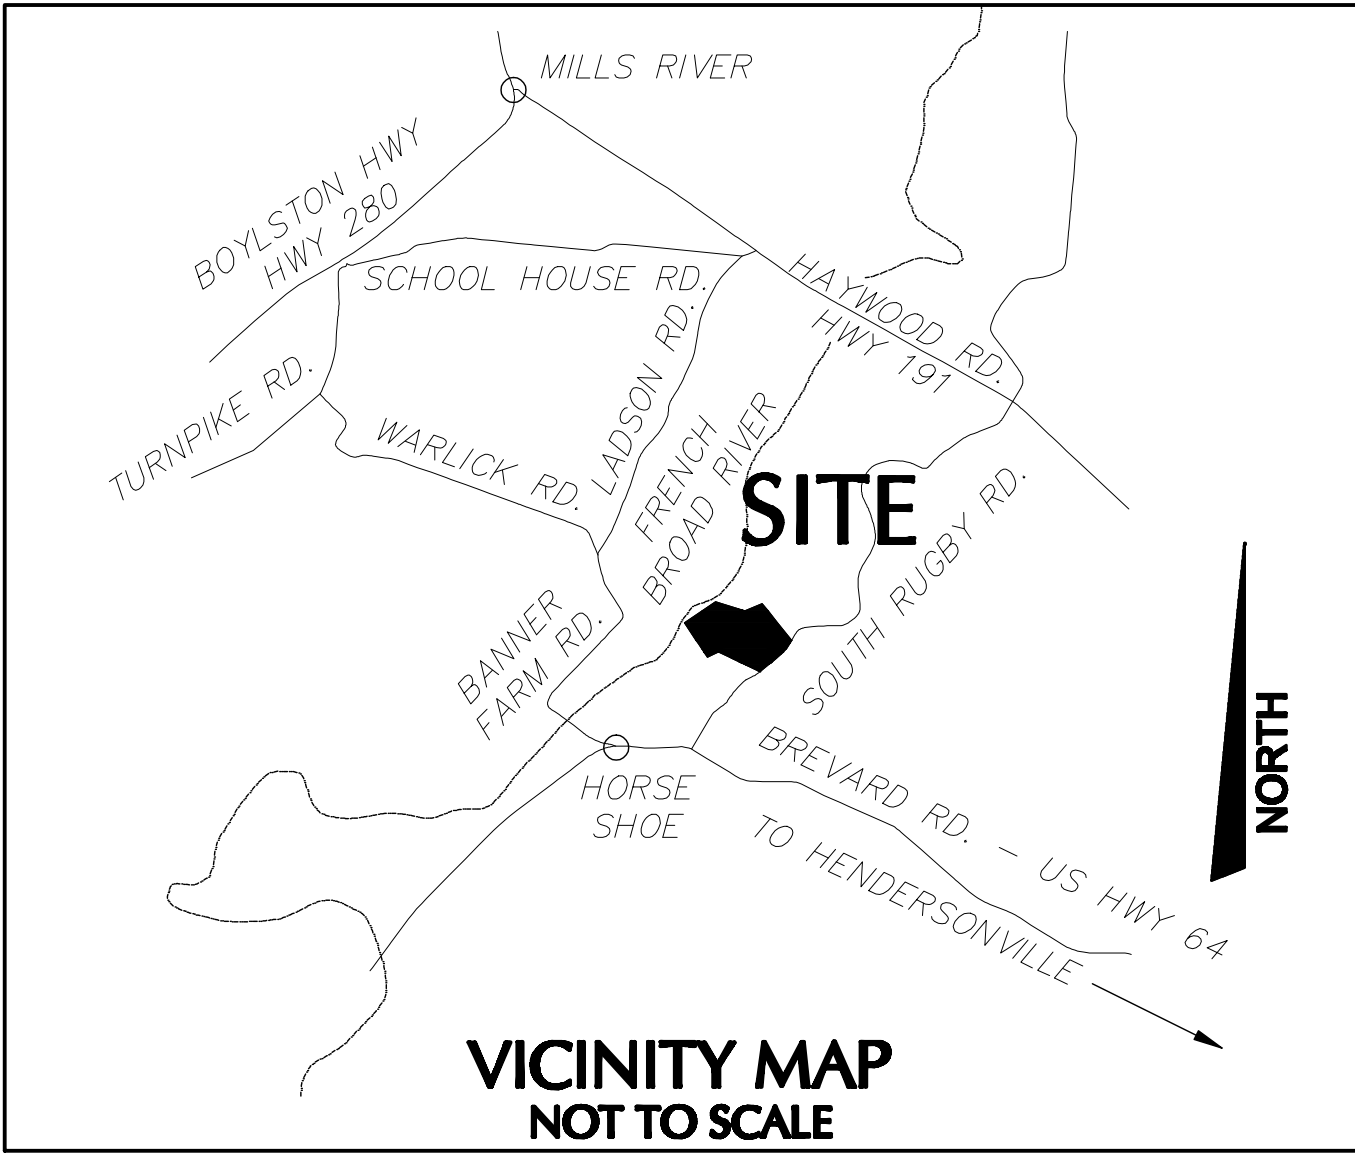 MILLS RIVER
BOYLSTON HWY
HWY 280
SCHOOL HOUSE RD.
HAYWOOD RD.
HWY 191
LADSON RD.
TURNPIKE RD.
WARLICK RD.
FRENCH
BROAD RIVER
SITE
SOUTH RUGBY RD.
BANNER
FARM RD.
HORSE
SHOE
BREVARD RD. - US HWY 64
TO HENDERSONVILLE
NORTH
VICINITY MAP
NOT TO SCALE